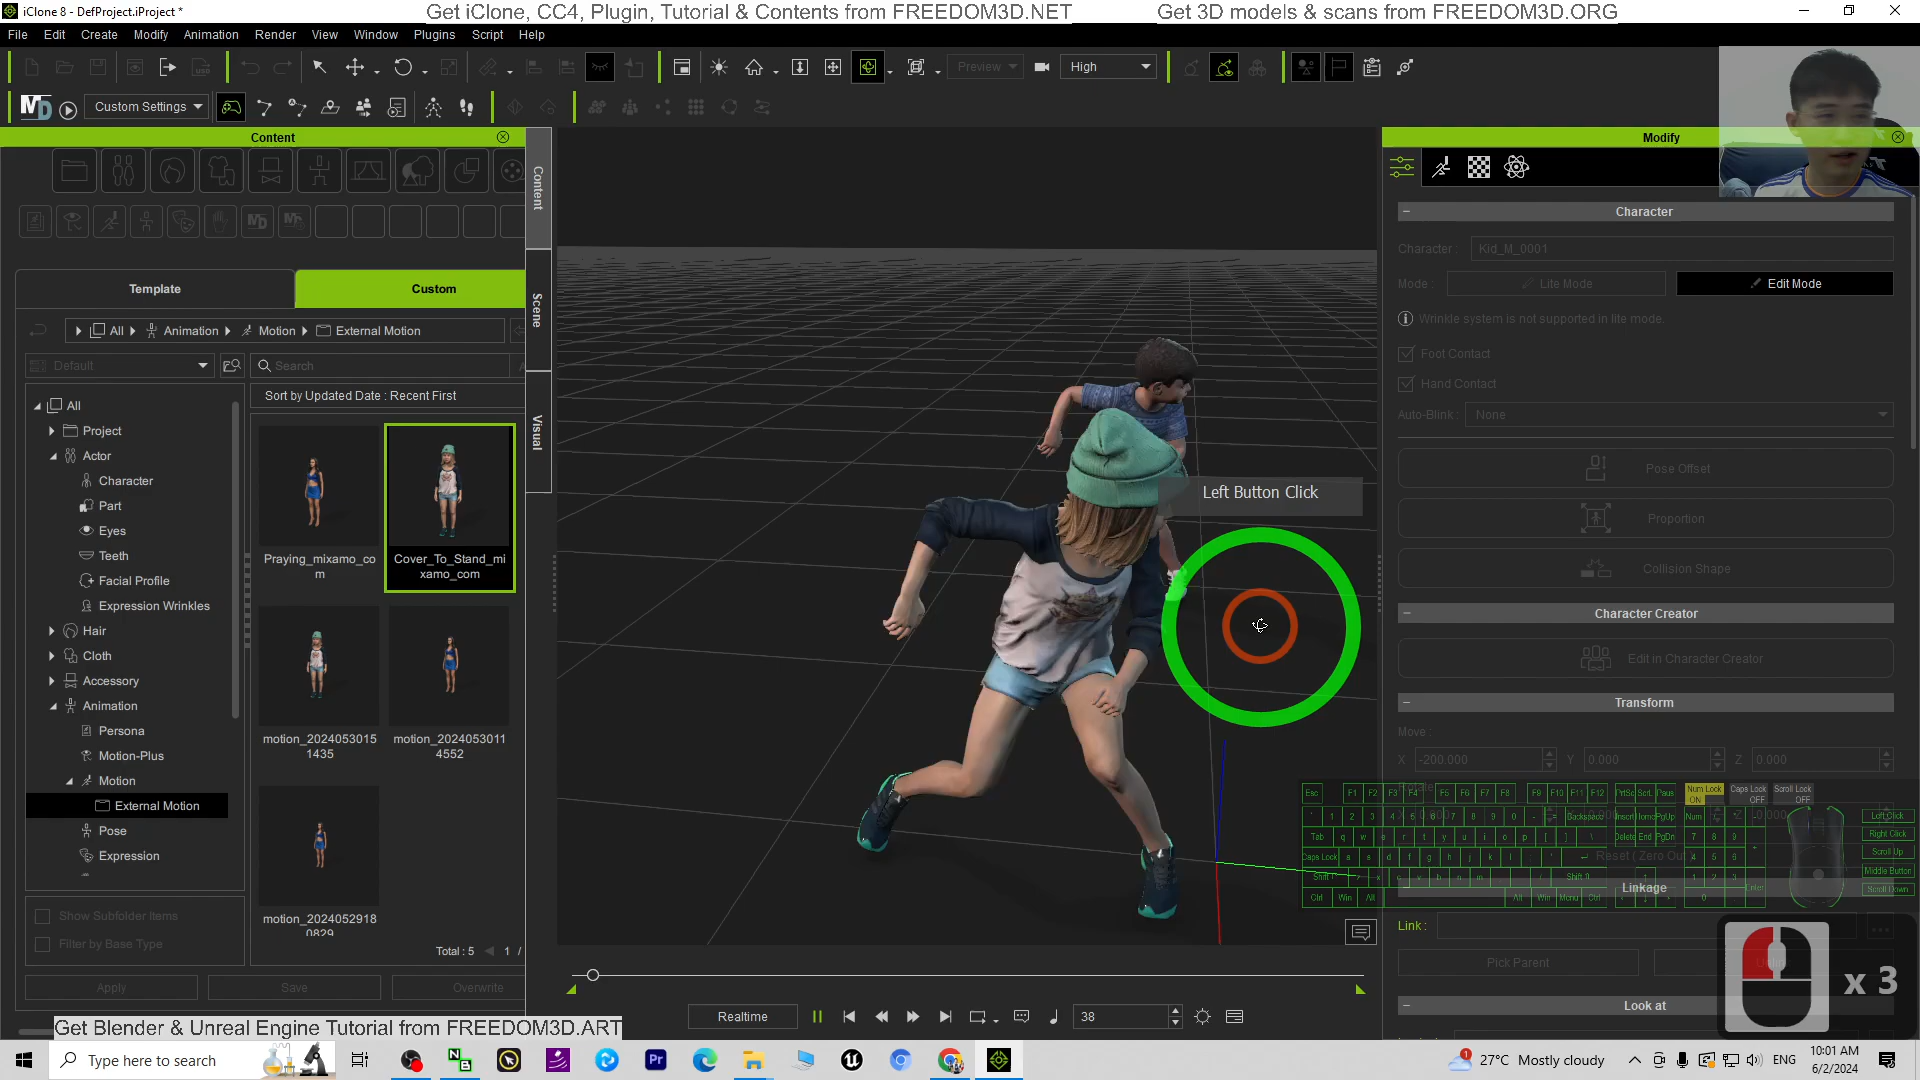 iClone 8 - DefProject.iProject *
Get iClone, CC4, Plugin, Tutorial & Contents from FREEDOM3D.NET
Get 3D models & scans from FREEDOM3D.ORG
File Edit Create Modify Animation Render View Window Plugins Script Help
Preview High
Custom Settings
Content
Modify
Content
Scene
Visual
Template Custom
All Animation Motion External Motion
Default
Search
Sort by Updated Date : Recent First
All
Project
Actor
Character
Part
Eyes
Teeth
Facial Profile
Expression Wrinkles
Hair
Cloth
Accessory
Animation
Persona
Motion-Plus
Motion
External Motion
Pose
Expression
Praying_mixamo_co
m
Cover_To_Stand_mi
xamo_com
motion_2024053015
1435
motion_2024053011
4552
motion_2024052918
0829
Show Subfolder Items
Filter by Base Type
Total : 5 1 /
Apply Save Overwrite
Left Button Click
Character
Character : Kid_M_0001
Mode : Lite Mode Edit Mode
Wrinkle system is not supported in lite mode.
Foot Contact
Hand Contact
Auto-Blink : None
Pose Offset
Proportion
Collision Shape
Character Creator
Edit in Character Creator
Transform
Move :
X -200.000 Y 0.000 Z 0.000
Linkage
Link :
Pick Parent
Look at
x 3
Realtime 38
Get Blender & Unreal Engine Tutorial from FREEDOM3D.ART
Type here to search
27°C Mostly cloudy
ENG
10:01 AM
6/2/2024